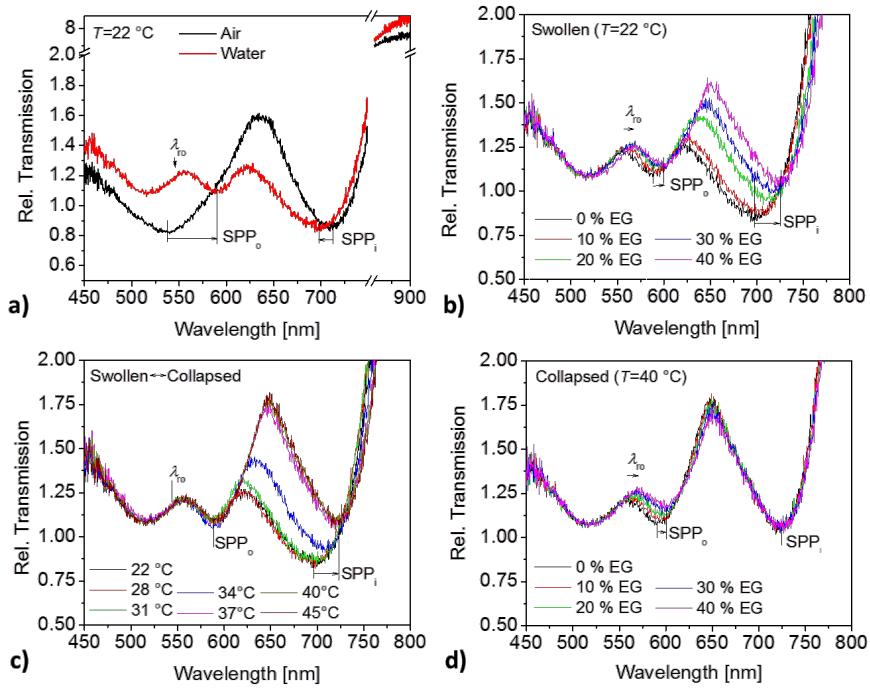 T=22 °C
Air
Water
8
6
2.0
1.8
1.6
1.4
1.2
1.0
0.8
Rel. Transmission
λro
SPPo
SPPi
450 500 550 600 650 700 900
Wavelength [nm]
a)
Swollen (T=22 °C)
2.00
1.75
1.50
1.25
1.00
0.75
0.50
Rel. Transmission
λro
SPPo
SPPi
0 % EG
10 % EG 30 % EG
20 % EG 40 % EG
450 500 550 600 650 700 750 800
Wavelength [nm]
b)
Swollen↔Collapsed
2.00
1.75
1.50
1.25
1.00
0.75
0.50
Rel. Transmission
λro
SPPo
SPPi
22 °C
28 °C 34°C 40°C
31 °C 37°C 45°C
450 500 550 600 650 700 750 800
Wavelength [nm]
c)
Collapsed (T=40 °C)
2.00
1.75
1.50
1.25
1.00
0.75
0.50
Rel. Transmission
λro
SPPo
SPPi
0 % EG
10 % EG 30 % EG
20 % EG 40 % EG
450 500 550 600 650 700 750 800
Wavelength [nm]
d)